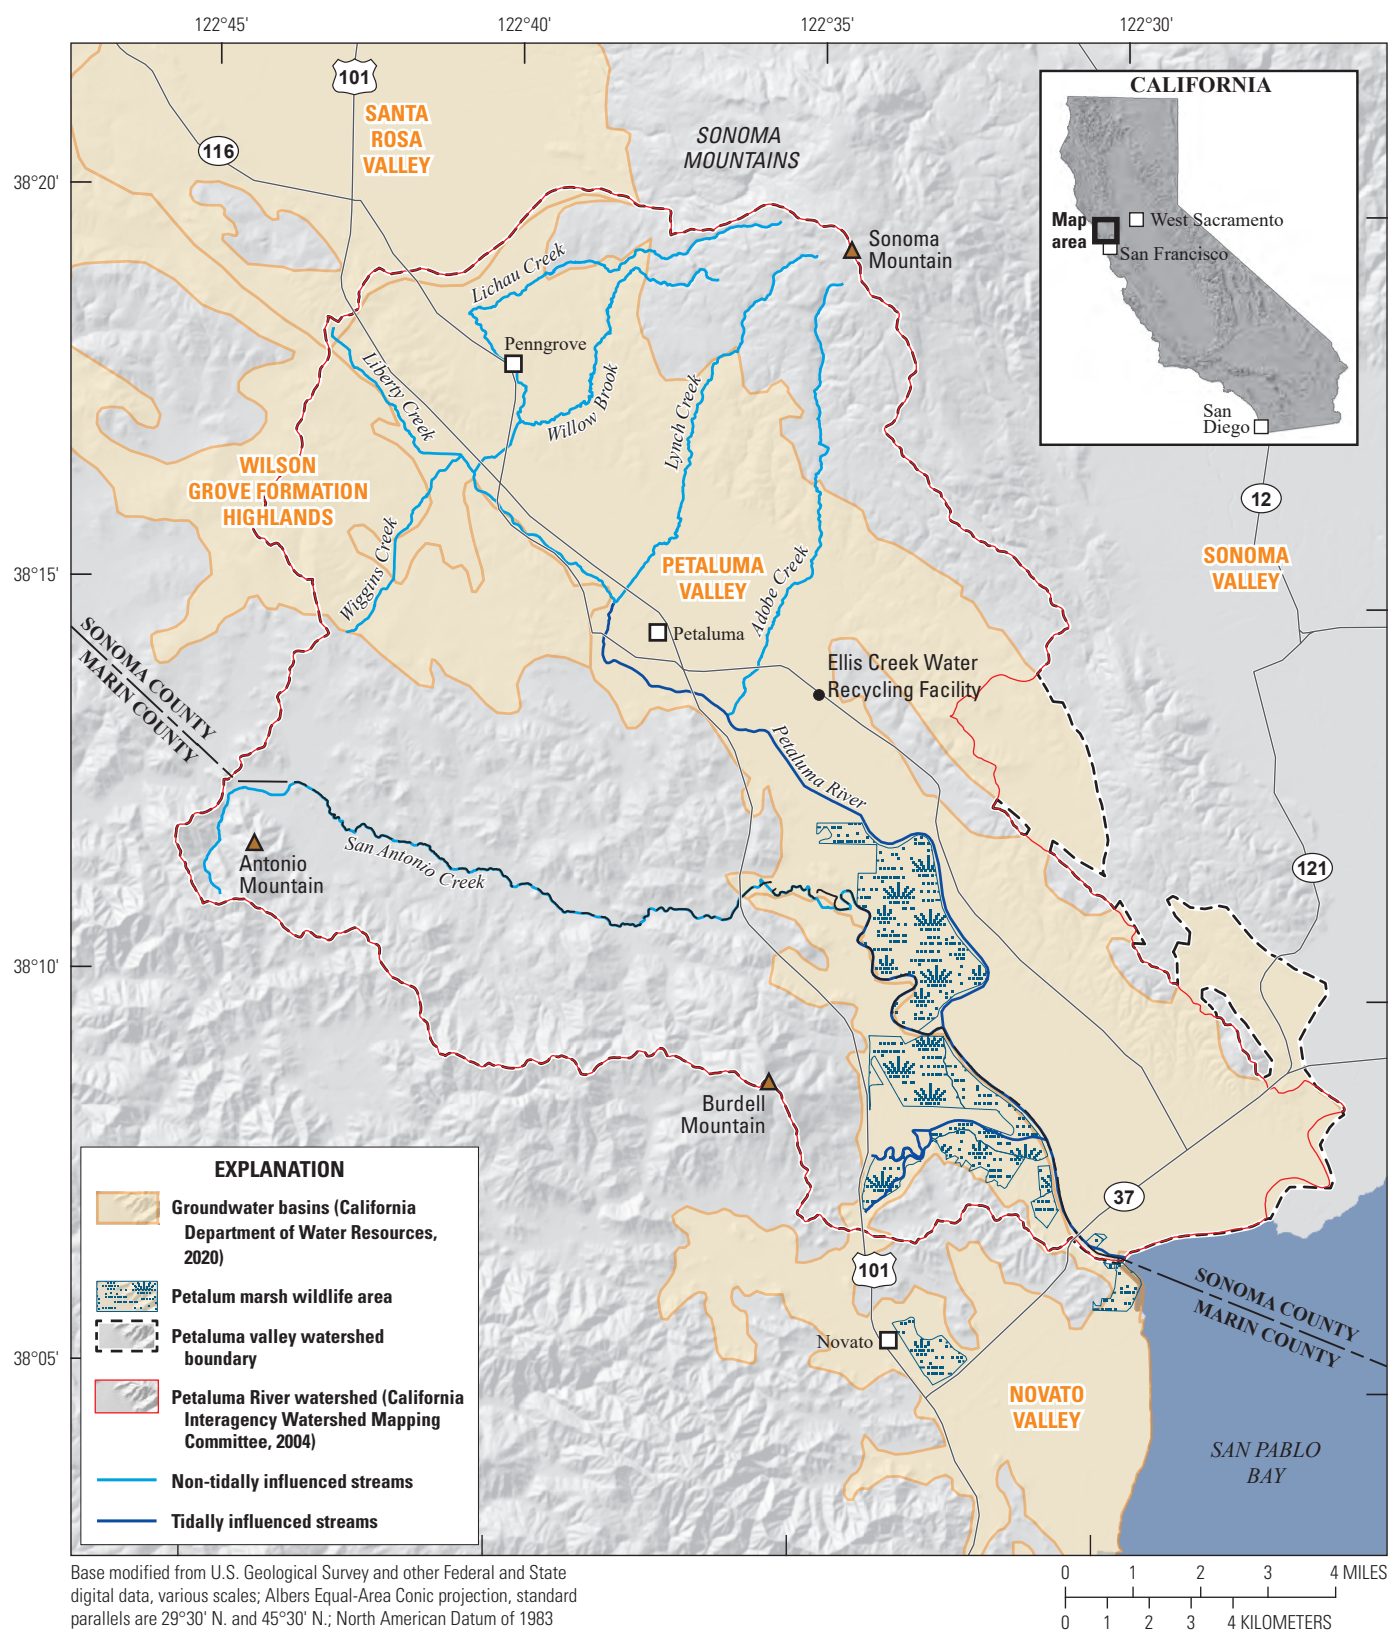 122°45'
122°40'
122°35'
122°30'
38°20'
38°15'
38°10'
38°05'
101
116
SANTA
ROSA
VALLEY
SONOMA
MOUNTAINS
CALIFORNIA
Map
area
West Sacramento
San Francisco
San
Diego
Sonoma
Mountain
Lichau Creek
Penngrove
Liberty Creek
Willow Brook
Lynch Creek
WILSON
GROVE FORMATION
HIGHLANDS
12
Wiggins Creek
PETALUMA
VALLEY
Adobe Creek
SONOMA
VALLEY
SONOMA COUNTY
MARIN COUNTY
Petaluma
Ellis Creek Water
Recycling Facility
Petaluma River
Antonio
Mountain
San Antonio Creek
121
Burdell
Mountain
37
101
SONOMA COUNTY
MARIN COUNTY
Novato
NOVATO
VALLEY
SAN PABLO
BAY
EXPLANATION
Groundwater basins (California
Department of Water Resources,
2020)
Petalum marsh wildlife area
Petaluma valley watershed
boundary
Petaluma River watershed (California
Interagency Watershed Mapping
Committee, 2004)
Non-tidally influenced streams
Tidally influenced streams
Base modified from U.S. Geological Survey and other Federal and State
digital data, various scales; Albers Equal-Area Conic projection, standard
parallels are 29°30' N. and 45°30' N.; North American Datum of 1983
0 1 2 3 4 MILES
0 1 2 3 4 KILOMETERS